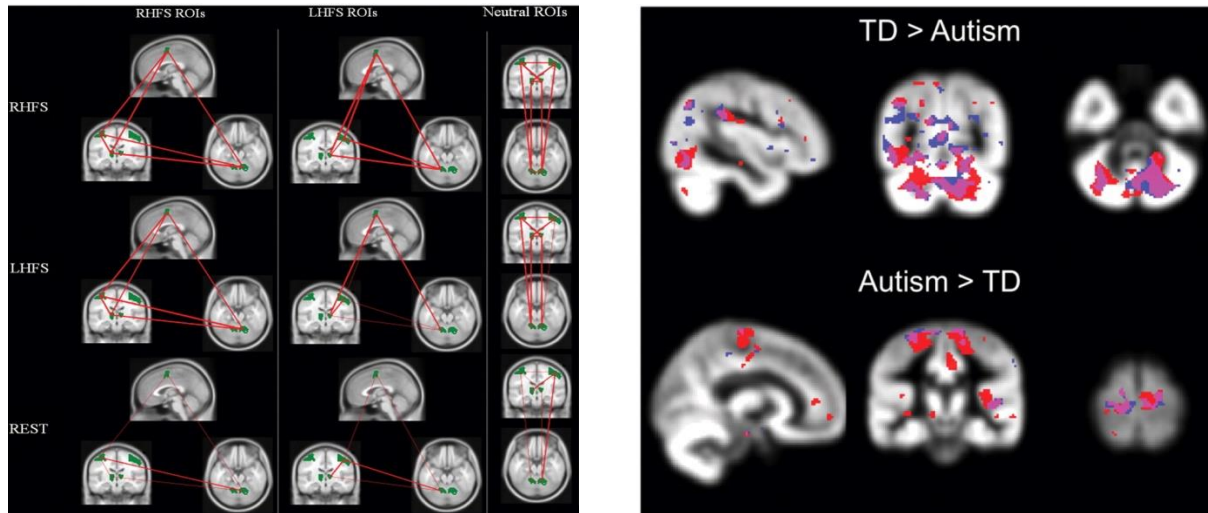 RHFS ROIs LHFS ROIs Neutral ROIs
RHFS
LHFS
REST
TD > Autism
Autism > TD